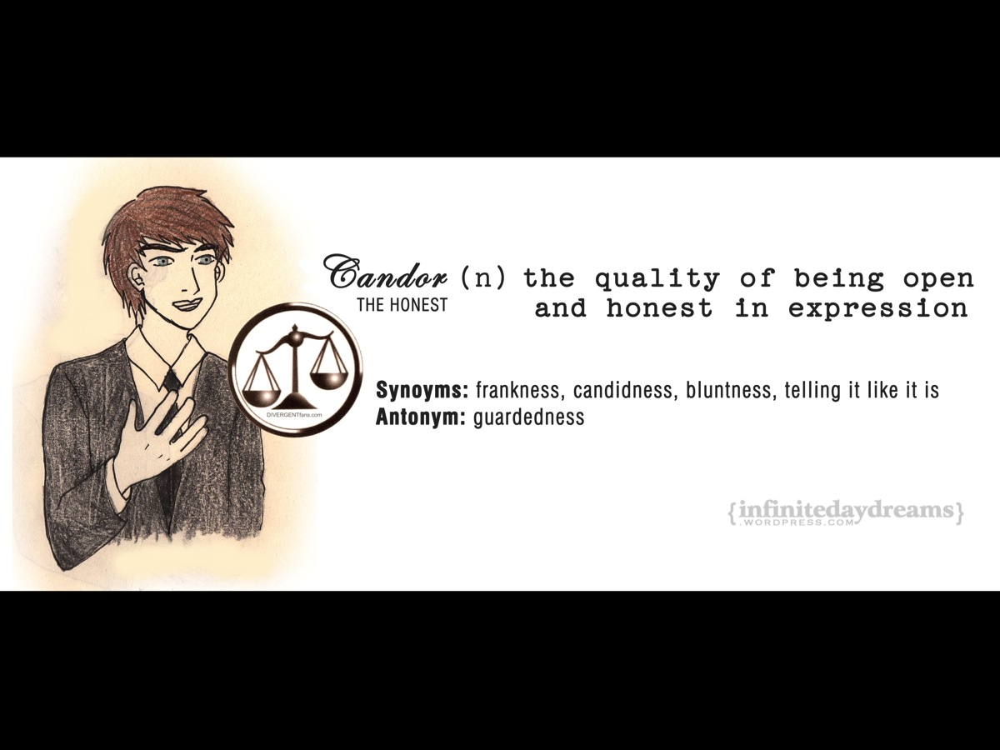 Candor (n) the quality of being open
THE HONEST and honest in expression
DIVERGENTfans.com
Synoyms: frankness, candidness, bluntness, telling it like it is
Antonym: guardedness
{infinitedaydreams}
.WORDPRESS.COM